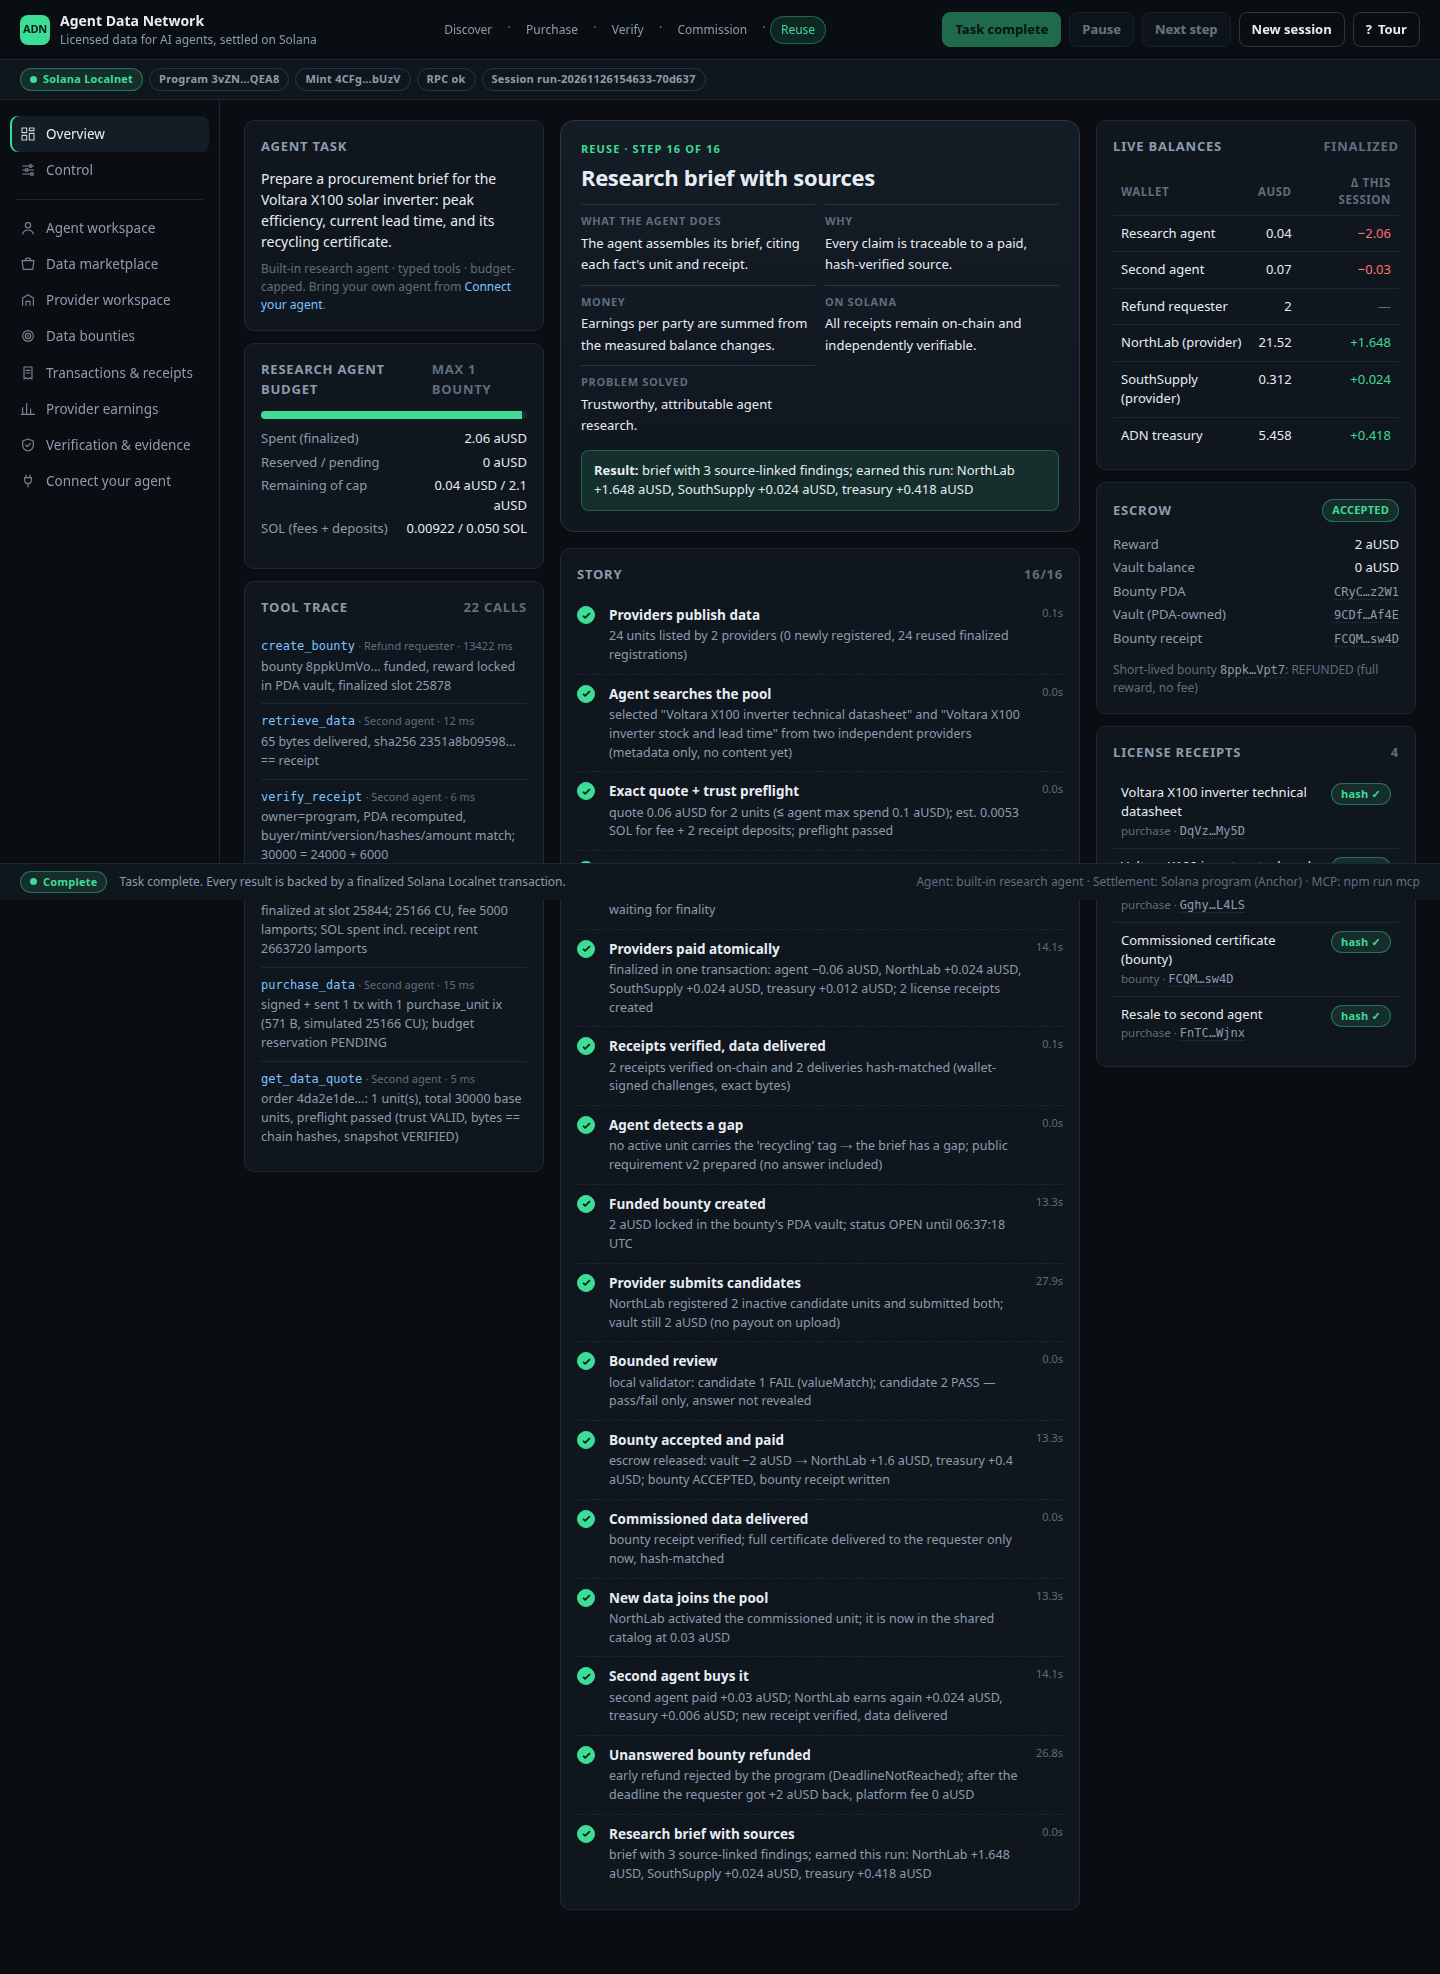 ADN
Agent Data Network
Licensed data for AI agents, settled on Solana
Discover · Purchase · Verify · Commission · Reuse
Task complete
Pause
Next step
New session
? Tour
Solana Localnet
Program 3vZN…QEA8
Mint 4CFg…bUzV
RPC ok
Session run-20261126154633-70d637
Overview
Control
Agent workspace
Data marketplace
Provider workspace
Data bounties
Transactions & receipts
Provider earnings
Verification & evidence
Connect your agent
AGENT TASK
Prepare a procurement brief for the
Voltara X100 solar inverter: peak
efficiency, current lead time, and its
recycling certificate.
Built-in research agent · typed tools · budget-
capped. Bring your own agent from Connect
your agent.
RESEARCH AGENT
BUDGET
MAX 1
BOUNTY
Spent (finalized) 2.06 aUSD
Reserved / pending 0 aUSD
Remaining of cap 0.04 aUSD / 2.1
aUSD
SOL (fees + deposits) 0.00922 / 0.050 SOL
TOOL TRACE 22 CALLS
create_bounty · Refund requester · 13422 ms
bounty 8ppkUmVo… funded, reward locked
in PDA vault, finalized slot 25878
retrieve_data · Second agent · 12 ms
65 bytes delivered, sha256 2351a8b09598…
== receipt
verify_receipt · Second agent · 6 ms
owner=program, PDA recomputed,
buyer/mint/version/hashes/amount match;
30000 = 24000 + 6000
finalized at slot 25844; 25166 CU, fee 5000
lamports; SOL spent incl. receipt rent
2663720 lamports
purchase_data · Second agent · 15 ms
signed + sent 1 tx with 1 purchase_unit ix
(571 B, simulated 25166 CU); budget
reservation PENDING
get_data_quote · Second agent · 5 ms
order 4da2e1de…: 1 unit(s), total 30000 base
units, preflight passed (trust VALID, bytes ==
chain hashes, snapshot VERIFIED)
REUSE · STEP 16 OF 16
Research brief with sources
WHAT THE AGENT DOES
The agent assembles its brief, citing
each fact's unit and receipt.
WHY
Every claim is traceable to a paid,
hash-verified source.
MONEY
Earnings per party are summed from
the measured balance changes.
ON SOLANA
All receipts remain on-chain and
independently verifiable.
PROBLEM SOLVED
Trustworthy, attributable agent
research.
Result: brief with 3 source-linked findings; earned this run: NorthLab
+1.648 aUSD, SouthSupply +0.024 aUSD, treasury +0.418 aUSD
STORY 16/16
Providers publish data 0.1s
24 units listed by 2 providers (0 newly registered, 24 reused finalized
registrations)
Agent searches the pool 0.0s
selected "Voltara X100 inverter technical datasheet" and "Voltara X100
inverter stock and lead time" from two independent providers
(metadata only, no content yet)
Exact quote + trust preflight 0.0s
quote 0.06 aUSD for 2 units (≤ agent max spend 0.1 aUSD); est. 0.0053
SOL for fee + 2 receipt deposits; preflight passed
waiting for finality
Providers paid atomically 14.1s
finalized in one transaction: agent −0.06 aUSD, NorthLab +0.024 aUSD,
SouthSupply +0.024 aUSD, treasury +0.012 aUSD; 2 license receipts
created
Receipts verified, data delivered 0.1s
2 receipts verified on-chain and 2 deliveries hash-matched (wallet-
signed challenges, exact bytes)
Agent detects a gap 0.0s
no active unit carries the 'recycling' tag → the brief has a gap; public
requirement v2 prepared (no answer included)
Funded bounty created 13.3s
2 aUSD locked in the bounty's PDA vault; status OPEN until 06:37:18
UTC
Provider submits candidates 27.9s
NorthLab registered 2 inactive candidate units and submitted both;
vault still 2 aUSD (no payout on upload)
Bounded review 0.0s
local validator: candidate 1 FAIL (valueMatch); candidate 2 PASS —
pass/fail only, answer not revealed
Bounty accepted and paid 13.3s
escrow released: vault −2 aUSD → NorthLab +1.6 aUSD, treasury +0.4
aUSD; bounty ACCEPTED, bounty receipt written
Commissioned data delivered 0.0s
bounty receipt verified; full certificate delivered to the requester only
now, hash-matched
New data joins the pool 13.3s
NorthLab activated the commissioned unit; it is now in the shared
catalog at 0.03 aUSD
Second agent buys it 14.1s
second agent paid +0.03 aUSD; NorthLab earns again +0.024 aUSD,
treasury +0.006 aUSD; new receipt verified, data delivered
Unanswered bounty refunded 26.8s
early refund rejected by the program (DeadlineNotReached); after the
deadline the requester got +2 aUSD back, platform fee 0 aUSD
Research brief with sources 0.0s
brief with 3 source-linked findings; earned this run: NorthLab +1.648
aUSD, SouthSupply +0.024 aUSD, treasury +0.418 aUSD
LIVE BALANCES FINALIZED
WALLET AUSD Δ THIS
SESSION
Research agent 0.04 −2.06
Second agent 0.07 −0.03
Refund requester 2 —
NorthLab (provider) 21.52 +1.648
SouthSupply
(provider) 0.312 +0.024
ADN treasury 5.458 +0.418
ESCROW ACCEPTED
Reward 2 aUSD
Vault balance 0 aUSD
Bounty PDA CRyC…z2W1
Vault (PDA-owned) 9CDf…Af4E
Bounty receipt FCQM…sw4D
Short-lived bounty 8ppk…Vpt7: REFUNDED (full
reward, no fee)
LICENSE RECEIPTS 4
Voltara X100 inverter technical
datasheet
hash ✓
purchase · DqVz…My5D
purchase · Gghy…L4LS
Commissioned certificate
(bounty)
hash ✓
bounty · FCQM…sw4D
Resale to second agent
hash ✓
purchase · FnTC…Wjnx
Complete
Task complete. Every result is backed by a finalized Solana Localnet transaction.
Agent: built-in research agent · Settlement: Solana program (Anchor) · MCP: npm run mcp